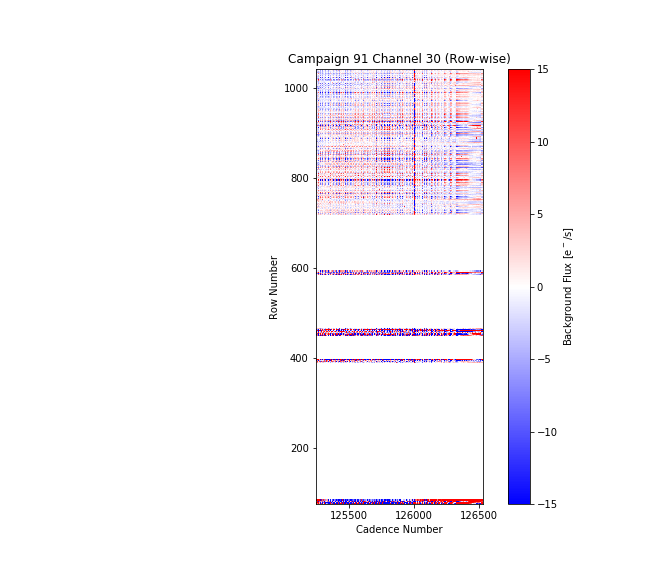 Campaign 91 Channel 30 (Row-wise)
1000
800
600
400
200
Row Number
125500 126000 126500
Cadence Number
15
10
5
0
−5
−10
−15
Background Flux [e⁻/s]